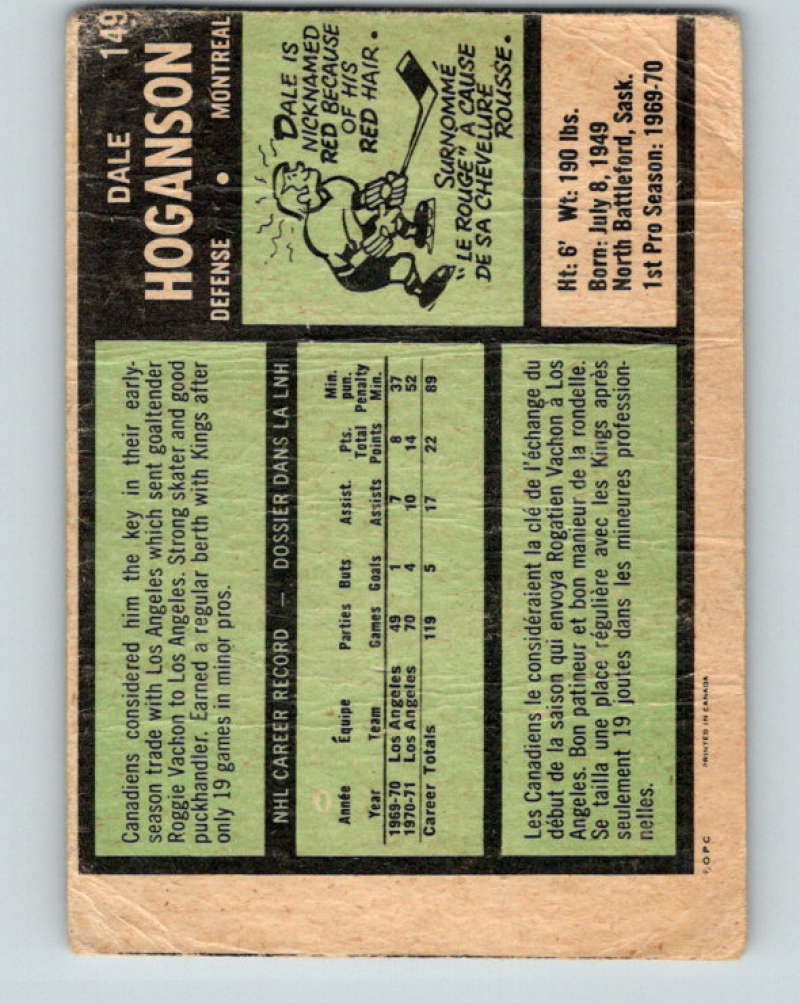 149
DALE
HOGANSON
DEFENSE • MONTREAL
DALE IS
NICKNAMED
RED BECAUSE
OF HIS
RED HAIR.
SURNOMMÉ
"LE ROUGE" À CAUSE
DE SA CHEVELURE
ROUSSE.
Ht: 6' Wt: 190 lbs.
Born: July 8, 1949
North Battleford, Sask.
1st Pro Season: 1969-70
Canadiens considered him the key in their early-
season trade with Los Angeles which sent goaltender
Roggie Vachon to Los Angeles. Strong skater and good
puckhandler. Earned a regular berth with Kings after
only 19 games in minor pros.
NHL CAREER RECORD — DOSSIER DANS LA LNH
Année Équipe Parties Buts Assist. Pts. Min. pun.
Year Team Games Goals Assists Total Points Penalty Min.
1969-70 Los Angeles 49 1 7 8 37
1970-71 Los Angeles 70 4 10 14 52
Career Totals 119 5 17 22 89
Les Canadiens le considéraient la clé de l'échange du
début de la saison qui envoya Rogatien Vachon à Los
Angeles. Bon patineur et bon manieur de la rondelle.
Se tailla une place régulière avec les Kings après
seulement 19 joutes dans les mineures profession-
nelles.
O.P.C. PRINTED IN CANADA